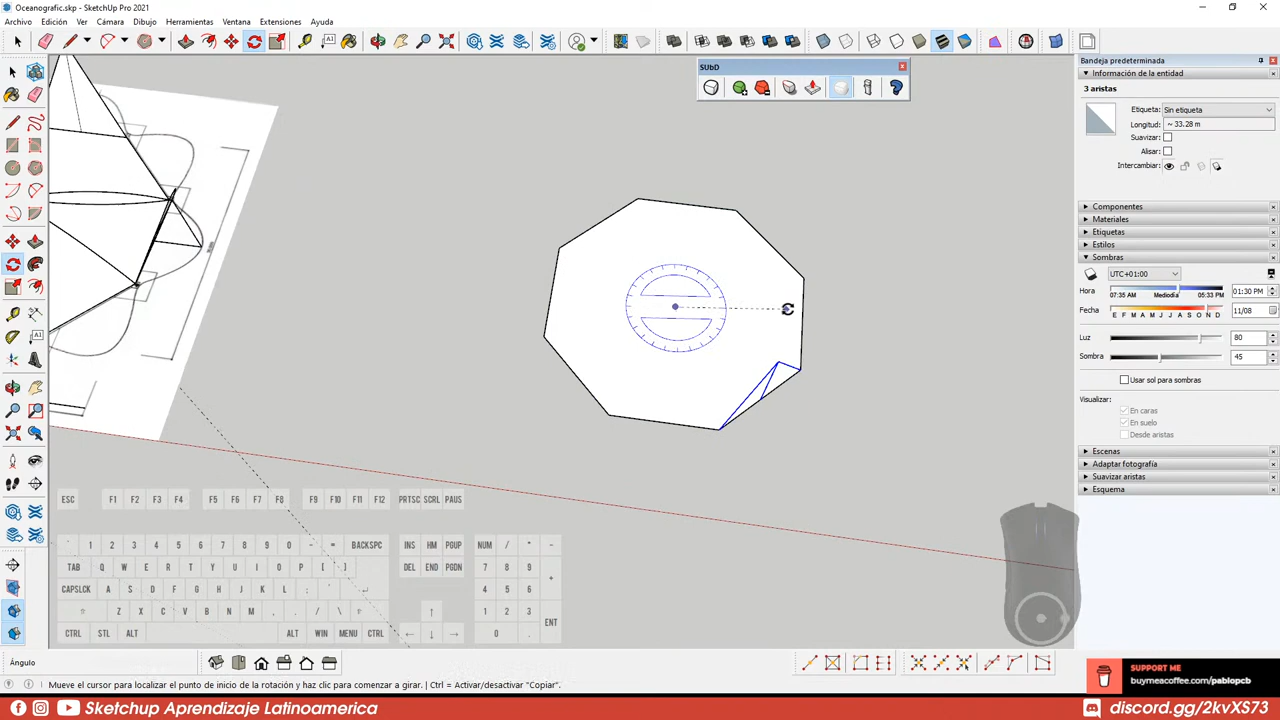 Oceanografic.skp - SketchUp Pro 2021
Archivo Edición Ver Cámara Dibujo Herramientas Ventana Extensiones Ayuda
SUbD
Bandeja predeterminada
Información de la entidad
3 aristas
Etiqueta: Sin etiqueta
Longitud: ~ 33.28 m
Suavizar:
Alisar:
Intercambiar:
Componentes
Materiales
Etiquetas
Estilos
Sombras
UTC+01:00
Hora 07:35 AM Mediodía 05:33 PM 01:30 PM
Fecha E F M A M J J A S O N D 11/08
Luz 80
Sombra 45
Usar sol para sombras
Visualizar:
En caras
En suelo
Desde aristas
Escenas
Adaptar fotografía
Suavizar aristas
Esquema
ESC F1 F2 F3 F4 F5 F6 F7 F8 F9 F10 F11 F12 PRTSC SCRL PAUS
` 1 2 3 4 5 6 7 8 9 0 - = BACKSPC INS HM PGUP NUM / * -
TAB Q W E R T Y U I O P [ ] DEL END PGDN 7 8 9 +
CAPSLCK A S D F G H J K L ; ' 4 5 6
Z X C V B N M , . / \ 1 2 3 ENT
CTRL STL ALT ALT WIN MENU CTRL 0 .
Ángulo
Mueve el cursor para localizar el punto de inicio de la rotación y haz clic para comenzar a girar. | Ctrl = Activar/desactivar "Copiar".
SUPPORT ME
buymeacoffee.com/pablopcb
Sketchup Aprendizaje Latinoamerica
discord.gg/2kvXS73